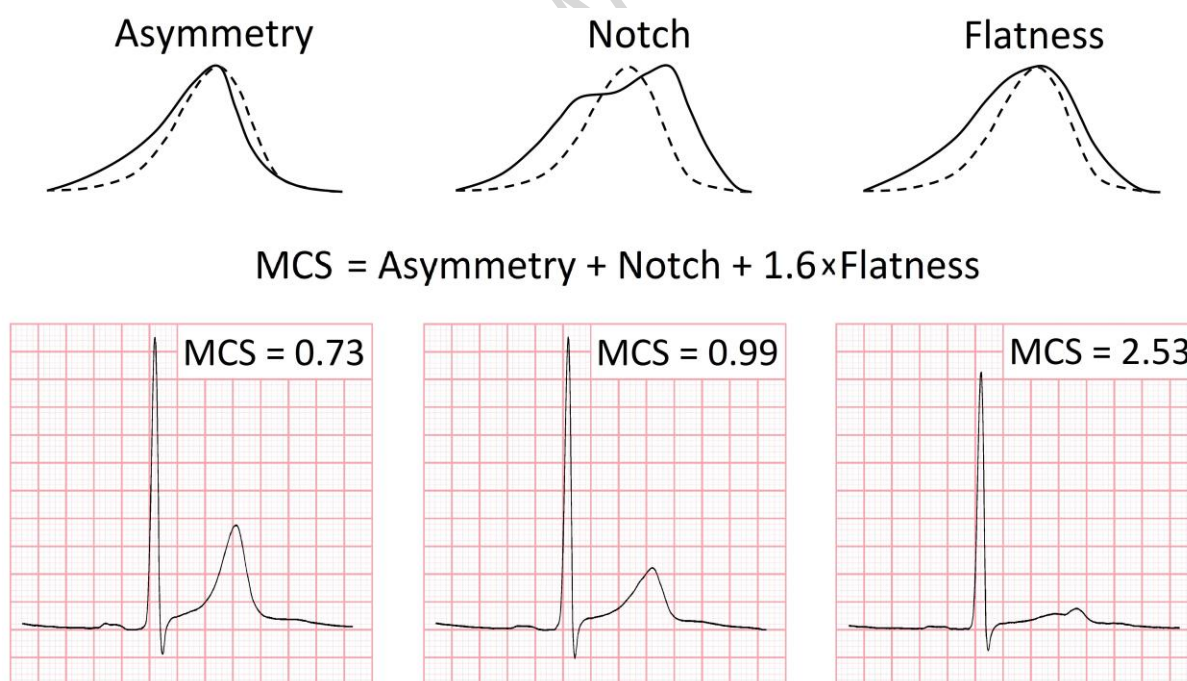 Asymmetry
Notch
Flatness
MCS = Asymmetry + Notch + 1.6×Flatness
MCS = 0.73
MCS = 0.99
MCS = 2.53